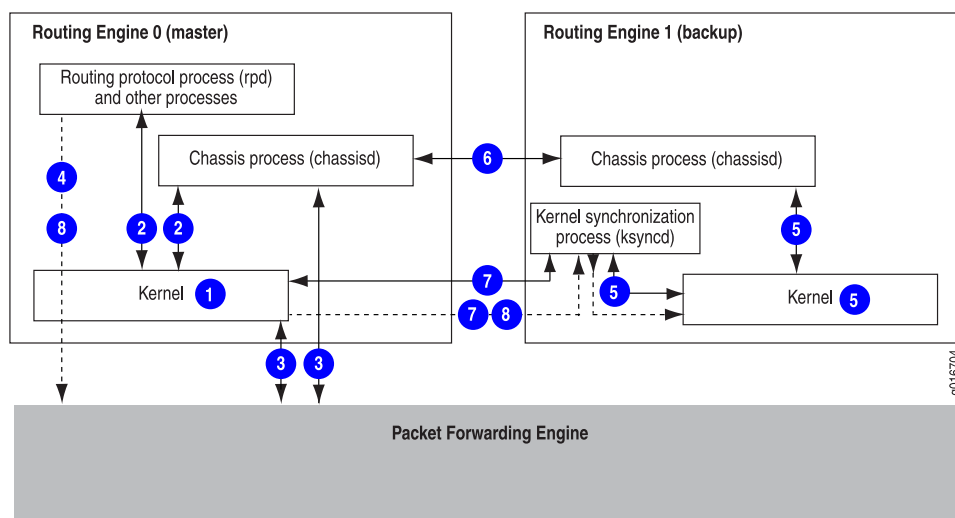 Routing Engine 0 (master)
Routing Engine 1 (backup)
Routing protocol process (rpd)
and other processes
Chassis process (chassisd)
6
Chassis process (chassisd)
4
8
2
2
Kernel synchronization
process (ksyncd)
5
Kernel 1
7
5
Kernel 5
7 8
3
3
g016704
Packet Forwarding Engine